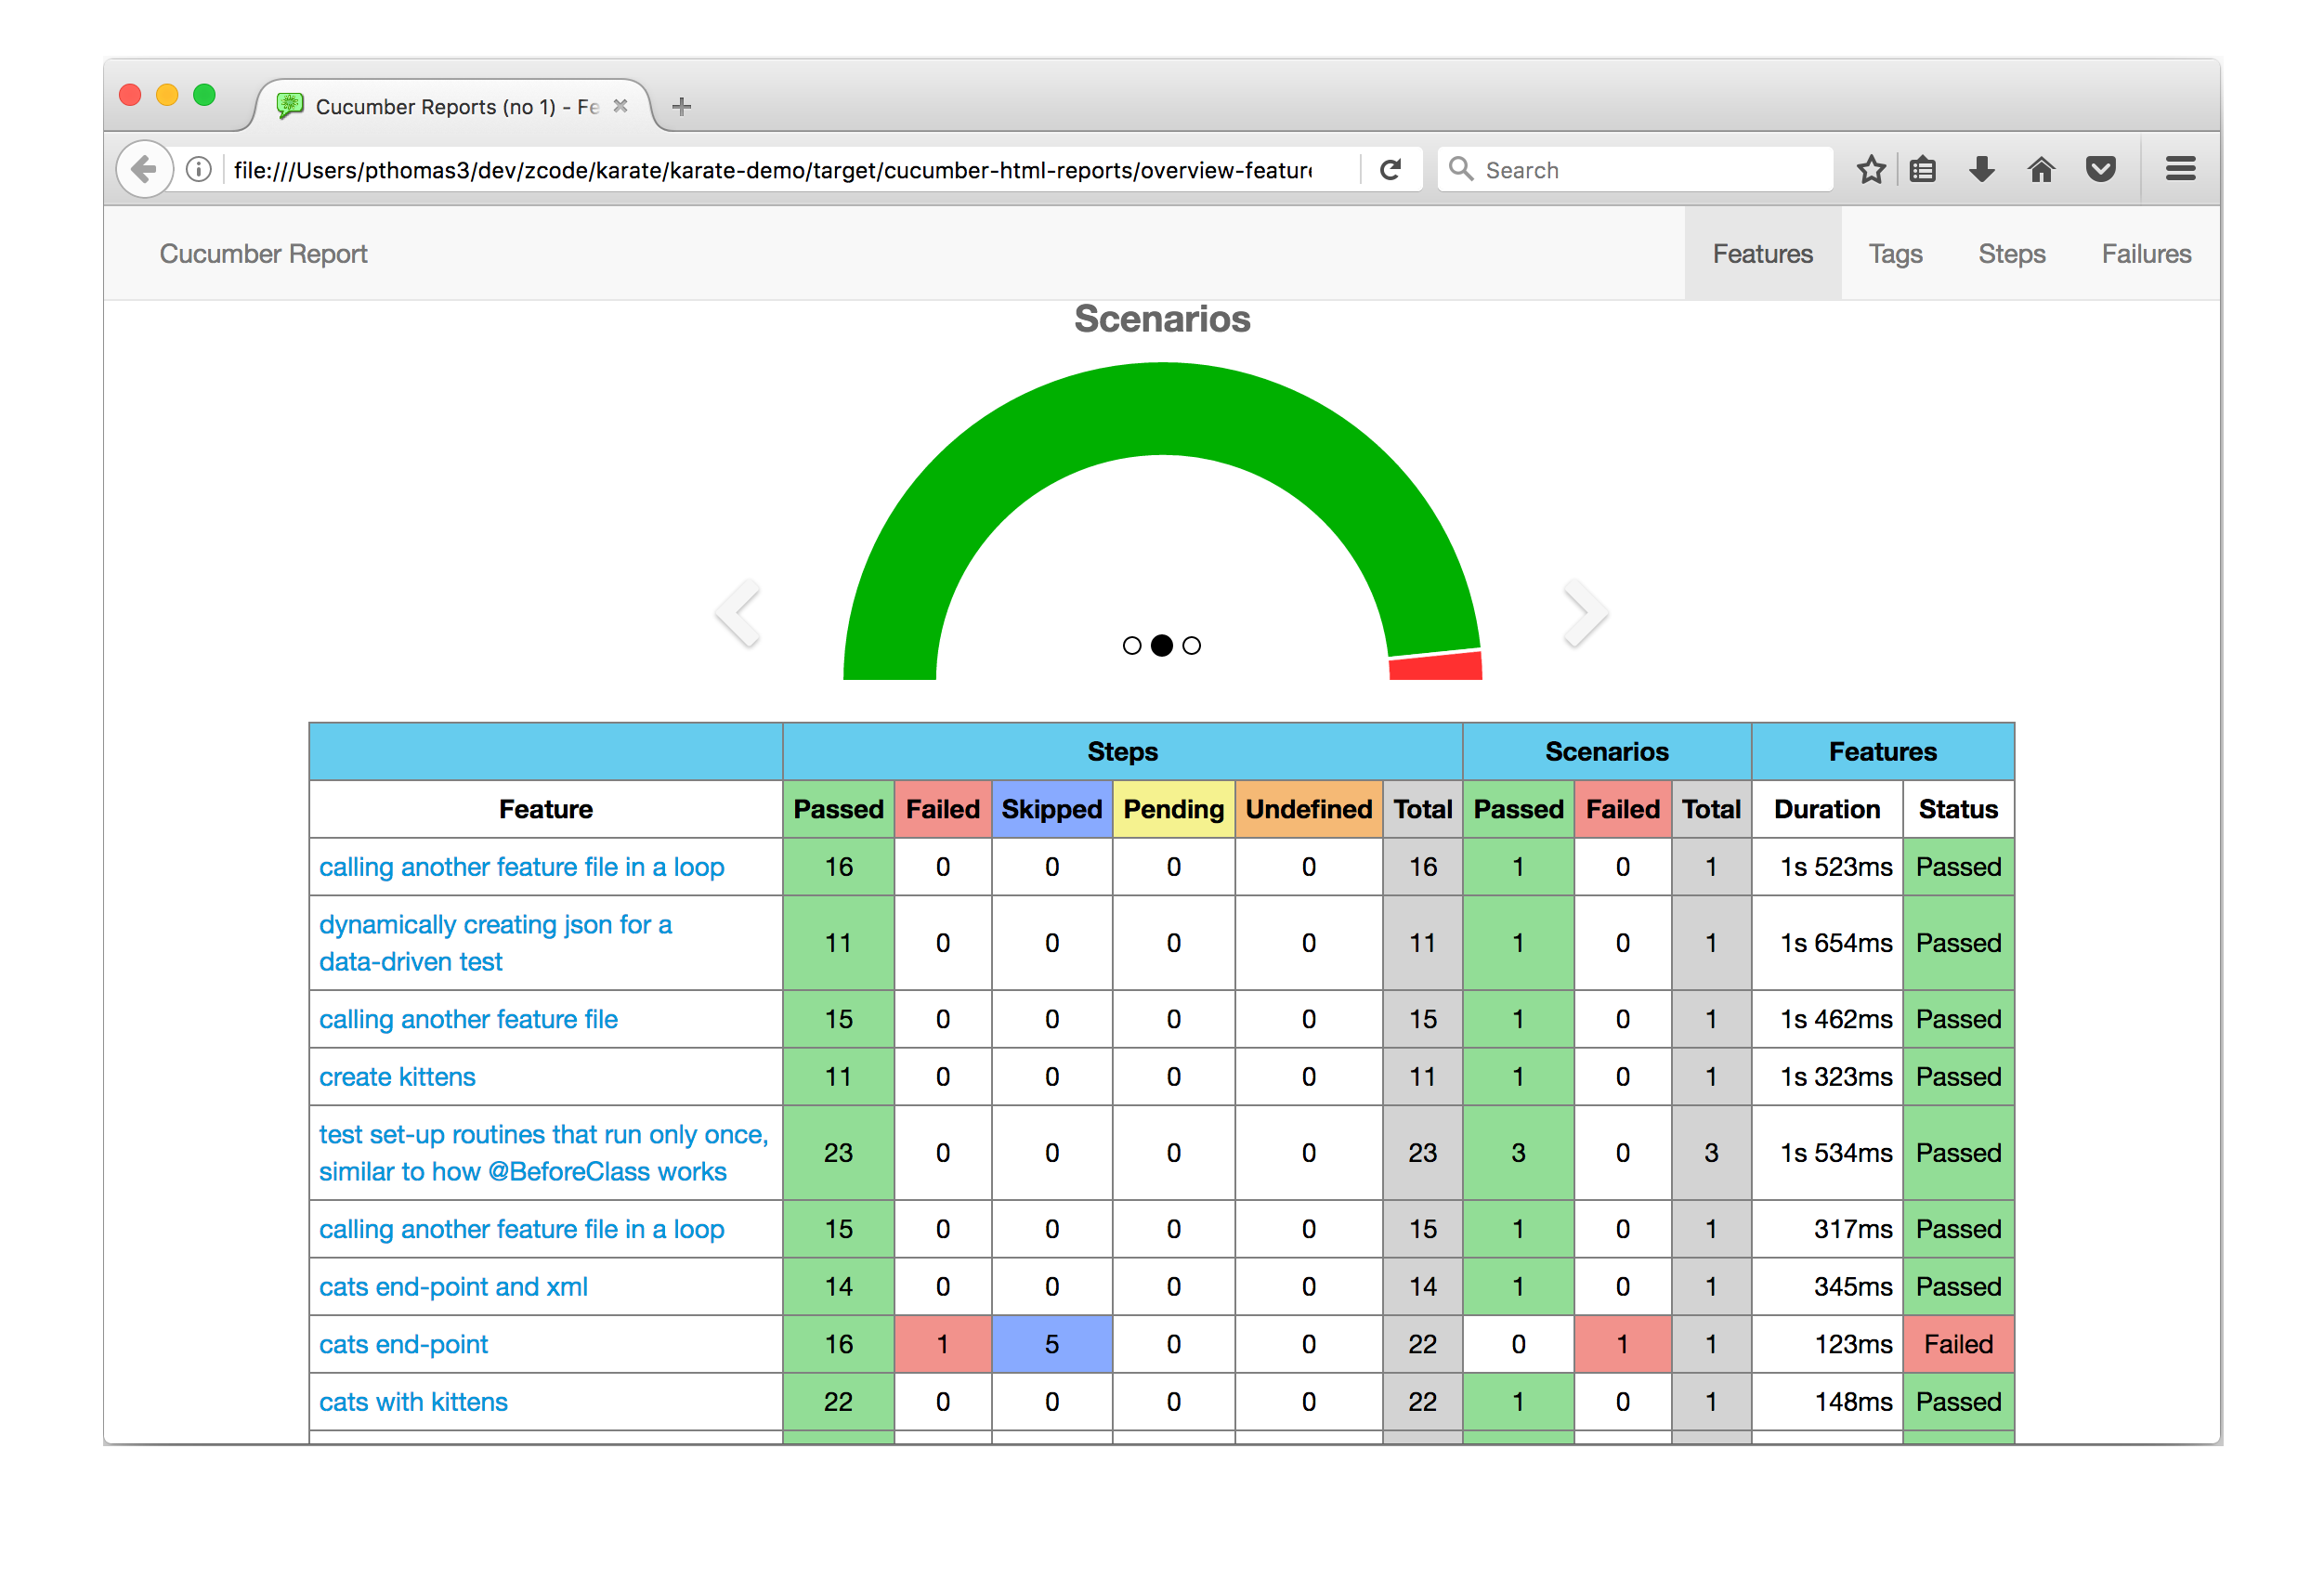 Cucumber Reports (no 1) - Fe
file:///Users/pthomas3/dev/zcode/karate/karate-demo/target/cucumber-html-reports/overview-feature
Search
Cucumber Report
Features Tags Steps Failures
Scenarios
Steps Scenarios Features
Feature Passed Failed Skipped Pending Undefined Total Passed Failed Total Duration Status
calling another feature file in a loop 16 0 0 0 0 16 1 0 1 1s 523ms Passed
dynamically creating json for a
data-driven test 11 0 0 0 0 11 1 0 1 1s 654ms Passed
calling another feature file 15 0 0 0 0 15 1 0 1 1s 462ms Passed
create kittens 11 0 0 0 0 11 1 0 1 1s 323ms Passed
test set-up routines that run only once,
similar to how @BeforeClass works 23 0 0 0 0 23 3 0 3 1s 534ms Passed
calling another feature file in a loop 15 0 0 0 0 15 1 0 1 317ms Passed
cats end-point and xml 14 0 0 0 0 14 1 0 1 345ms Passed
cats end-point 16 1 5 0 0 22 0 1 1 123ms Failed
cats with kittens 22 0 0 0 0 22 1 0 1 148ms Passed